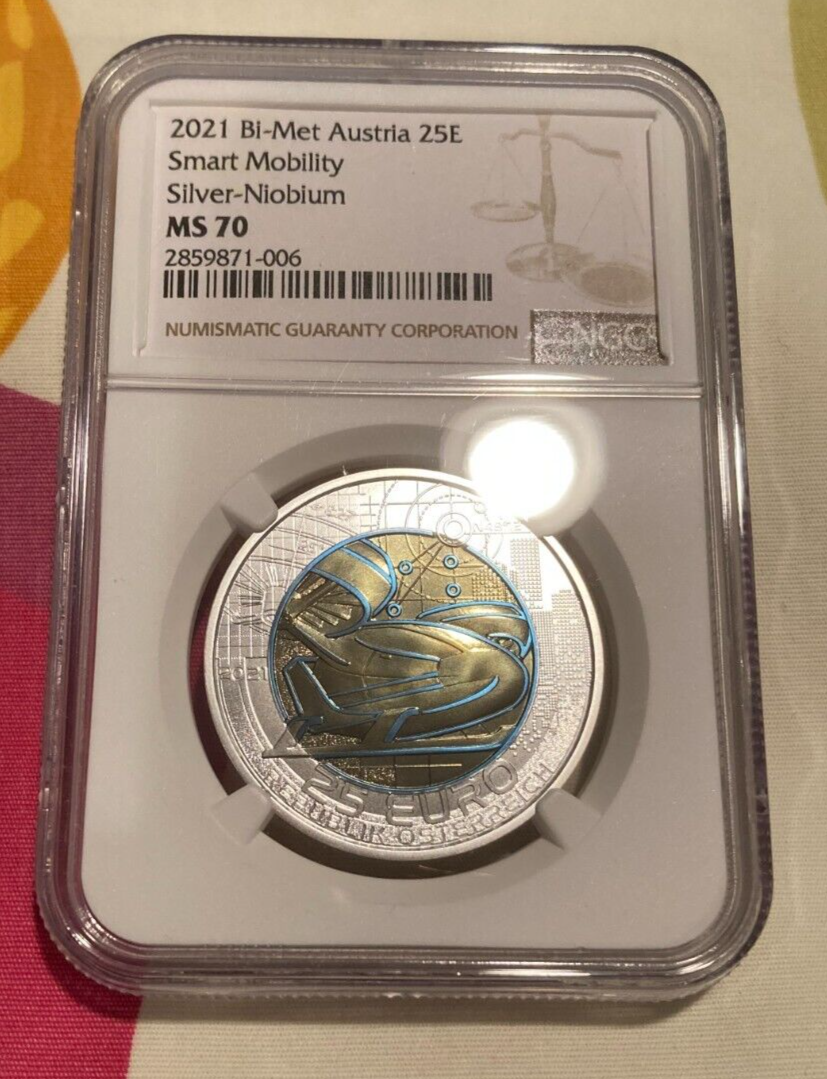 2021 Bi-Met Austria 25E
Smart Mobility
Silver-Niobium
MS 70
2859871-006
NUMISMATIC GUARANTY CORPORATION
NGC
2021
25 EURO
REPUBLIK ÖSTERREICH